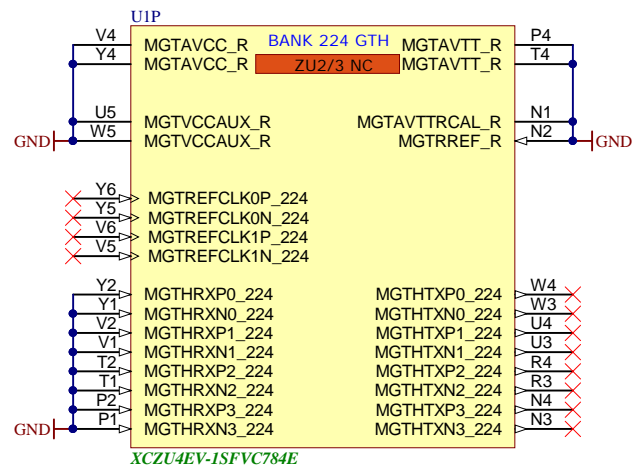 U1P
BANK 224 GTH
ZU2/3 NC
V4 MGTAVCC_R MGTAVTT_R P4
Y4 MGTAVCC_R MGTAVTT_R T4
U5 MGTVCCAUX_R MGTAVTTRCAL_R N1
GND W5 MGTVCCAUX_R MGTRREF_R N2 GND
Y6 MGTREFCLK0P_224
Y5 MGTREFCLK0N_224
V6 MGTREFCLK1P_224
V5 MGTREFCLK1N_224
Y2 MGTHRXP0_224 MGTHTXP0_224 W4
Y1 MGTHRXN0_224 MGTHTXN0_224 W3
V2 MGTHRXP1_224 MGTHTXP1_224 U4
V1 MGTHRXN1_224 MGTHTXN1_224 U3
T2 MGTHRXP2_224 MGTHTXP2_224 R4
T1 MGTHRXN2_224 MGTHTXN2_224 R3
P2 MGTHRXP3_224 MGTHTXP3_224 N4
GND P1 MGTHRXN3_224 MGTHTXN3_224 N3
XCZU4EV-1SFVC784E